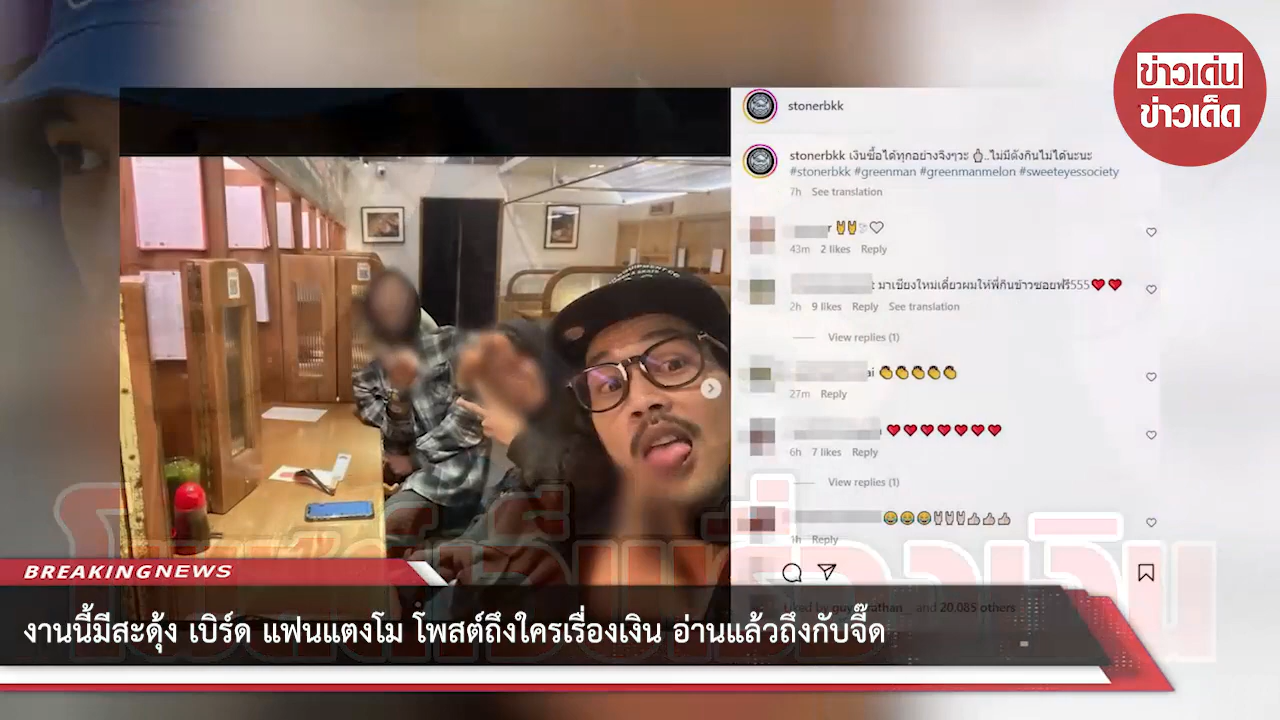 ข่าวเด่น
ข่าวเด็ด
stonerbkk
stonerbkk เงินซื้อได้ทุกอย่างจิงๆวะ 🖕..ไม่มีตังกินไม่ได้นะนะ
#stonerbkk #greenman #greenmanmelon #sweeteyessociety
7h See translation
r 🤘🤘🕊🤍
43m 2 likes Reply
t มาเชียงใหม่เดี่ยวผมให้พี่กินข้าวซอยฟรี555❤️❤️
2h 9 likes Reply See translation
View replies (1)
ai 👏👏👏👏👏
27m Reply
❤️❤️❤️❤️❤️❤️❤️
6h 7 likes Reply
View replies (1)
😂😂😂🤘🤘🤘👍👍👍
Reply
Liked by and 20,085 others
BREAKING NEWS
งานนี้มีสะดุ้ง เบิร์ด แฟนแตงโม โพสต์ถึงใครเรื่องเงิน อ่านแล้วถึงกับจี๊ด